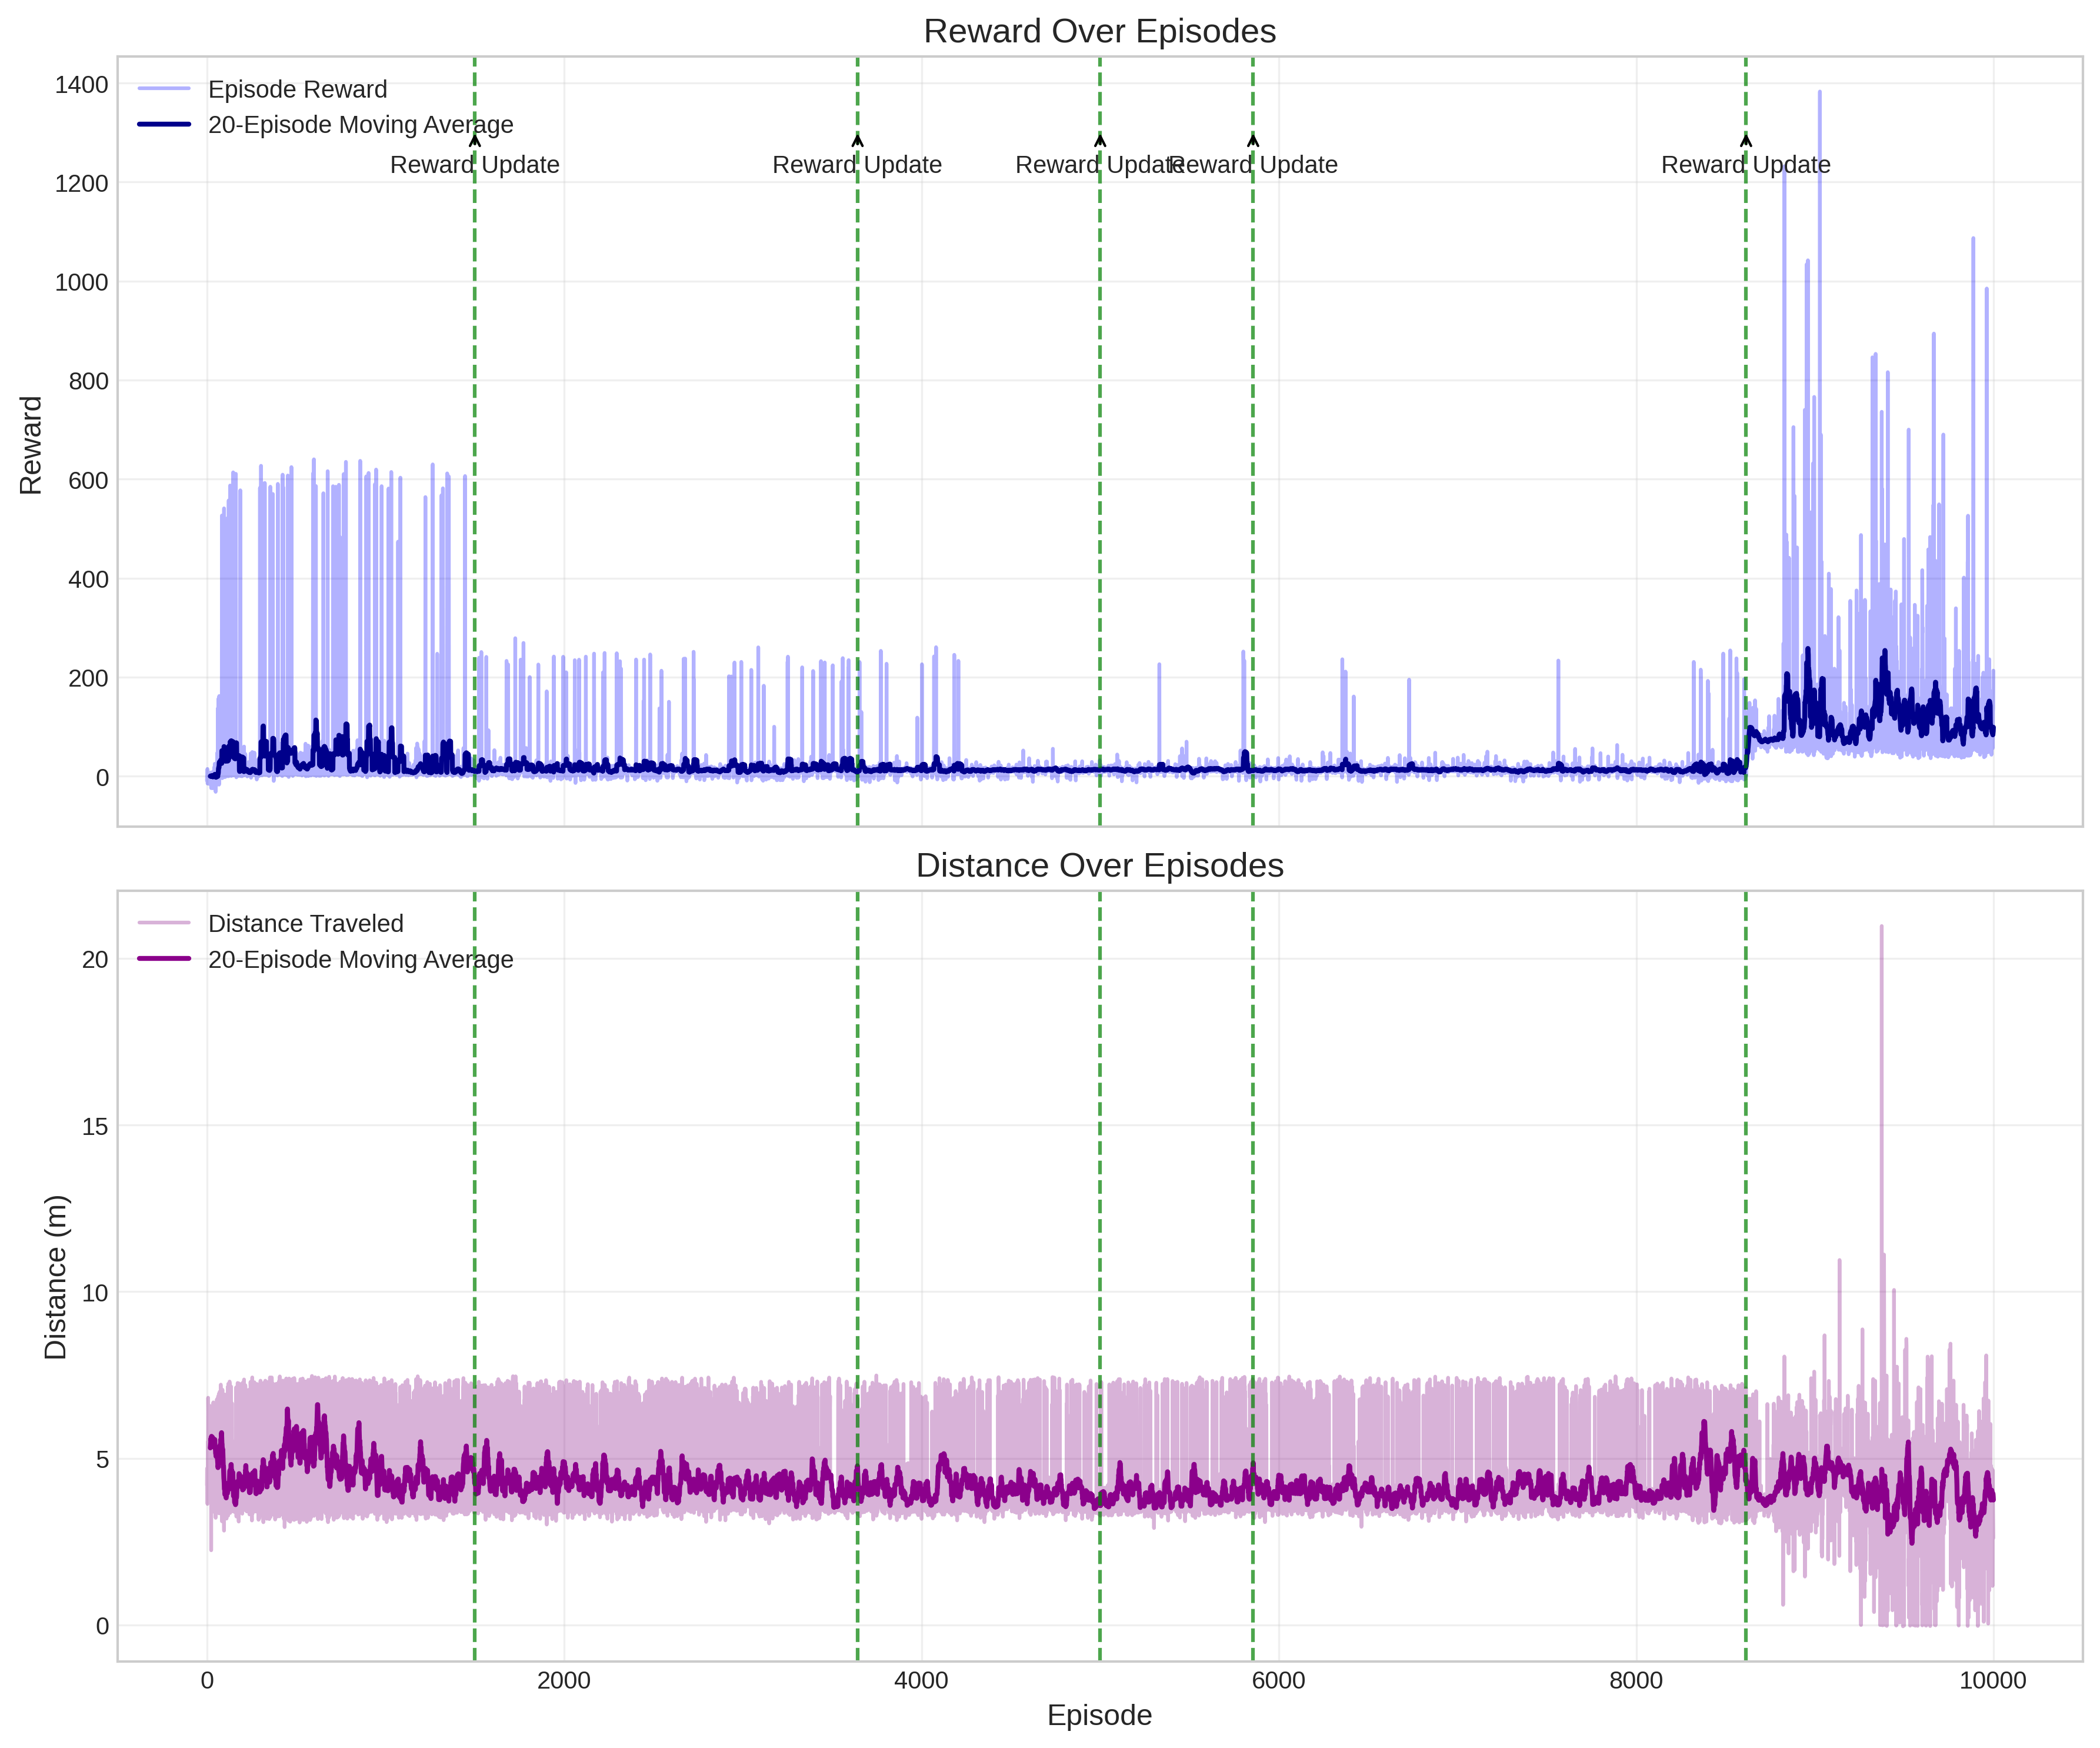 Reward Over Episodes
Episode Reward
20-Episode Moving Average
Reward Update
Reward Update
Reward Update
Reward Update
Reward Update
1400
1200
1000
800
600
400
200
0
Reward
Distance Over Episodes
Distance Traveled
20-Episode Moving Average
20
15
10
5
0
Distance (m)
0
2000
4000
6000
8000
10000
Episode